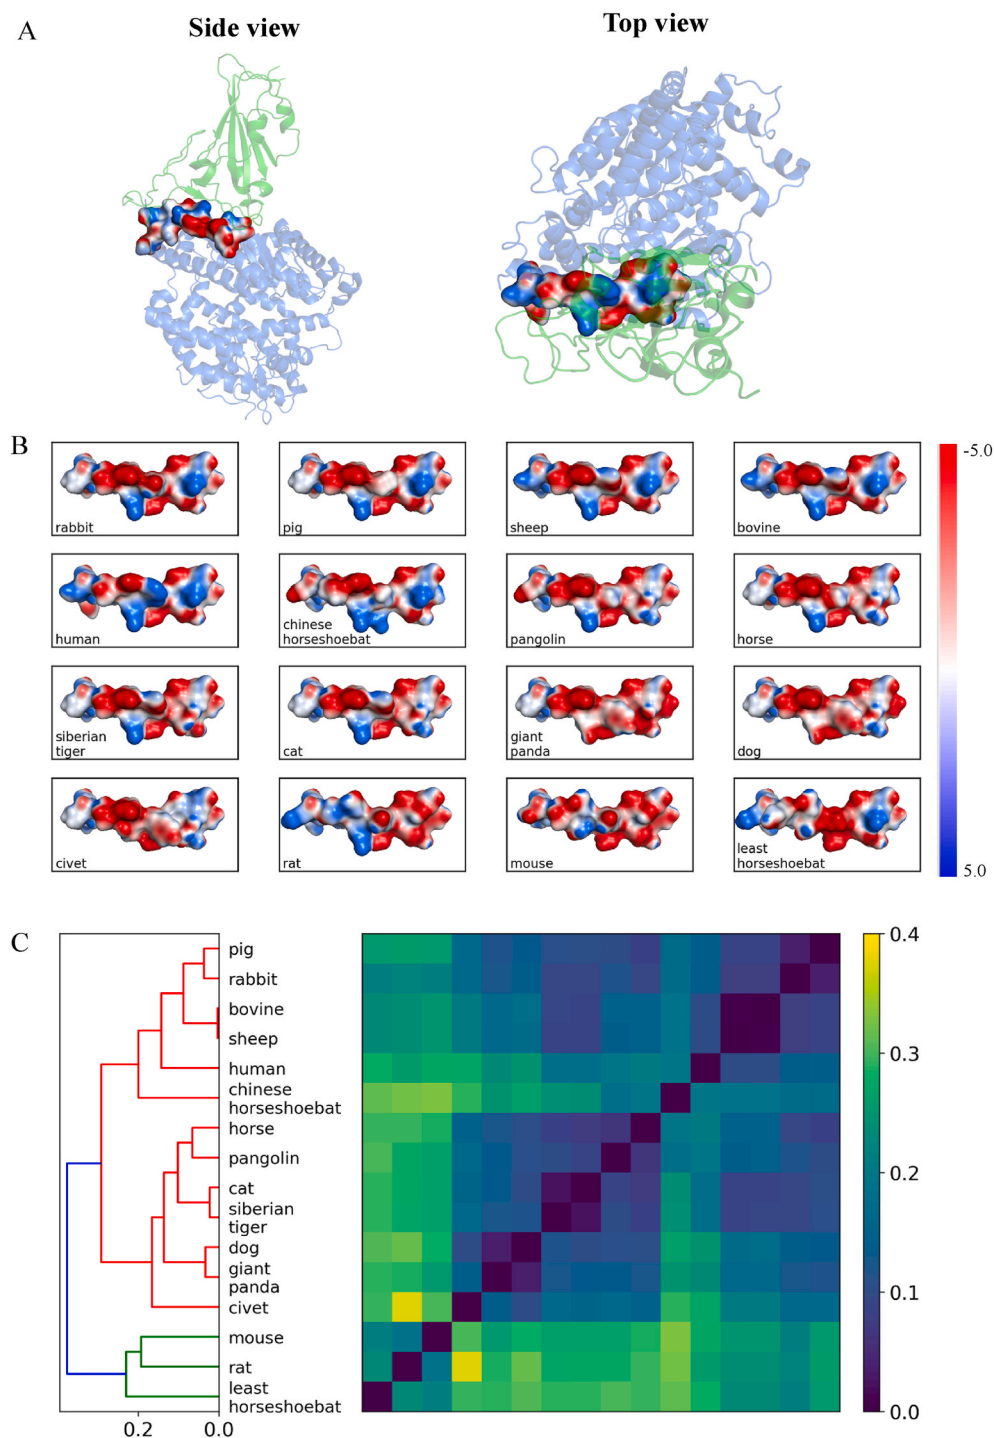 A
Side view
Top view
B
rabbit
pig
sheep
bovine
-5.0
human
chinese
horseshoebat
pangolin
horse
siberian
tiger
cat
giant
panda
dog
civet
rat
mouse
least
horseshoebat
5.0
C
pig
rabbit
bovine
sheep
human
chinese
horseshoebat
horse
pangolin
cat
siberian
tiger
dog
giant
panda
civet
mouse
rat
least
horseshoebat
0.2
0.0
0.4
0.3
0.2
0.1
0.0